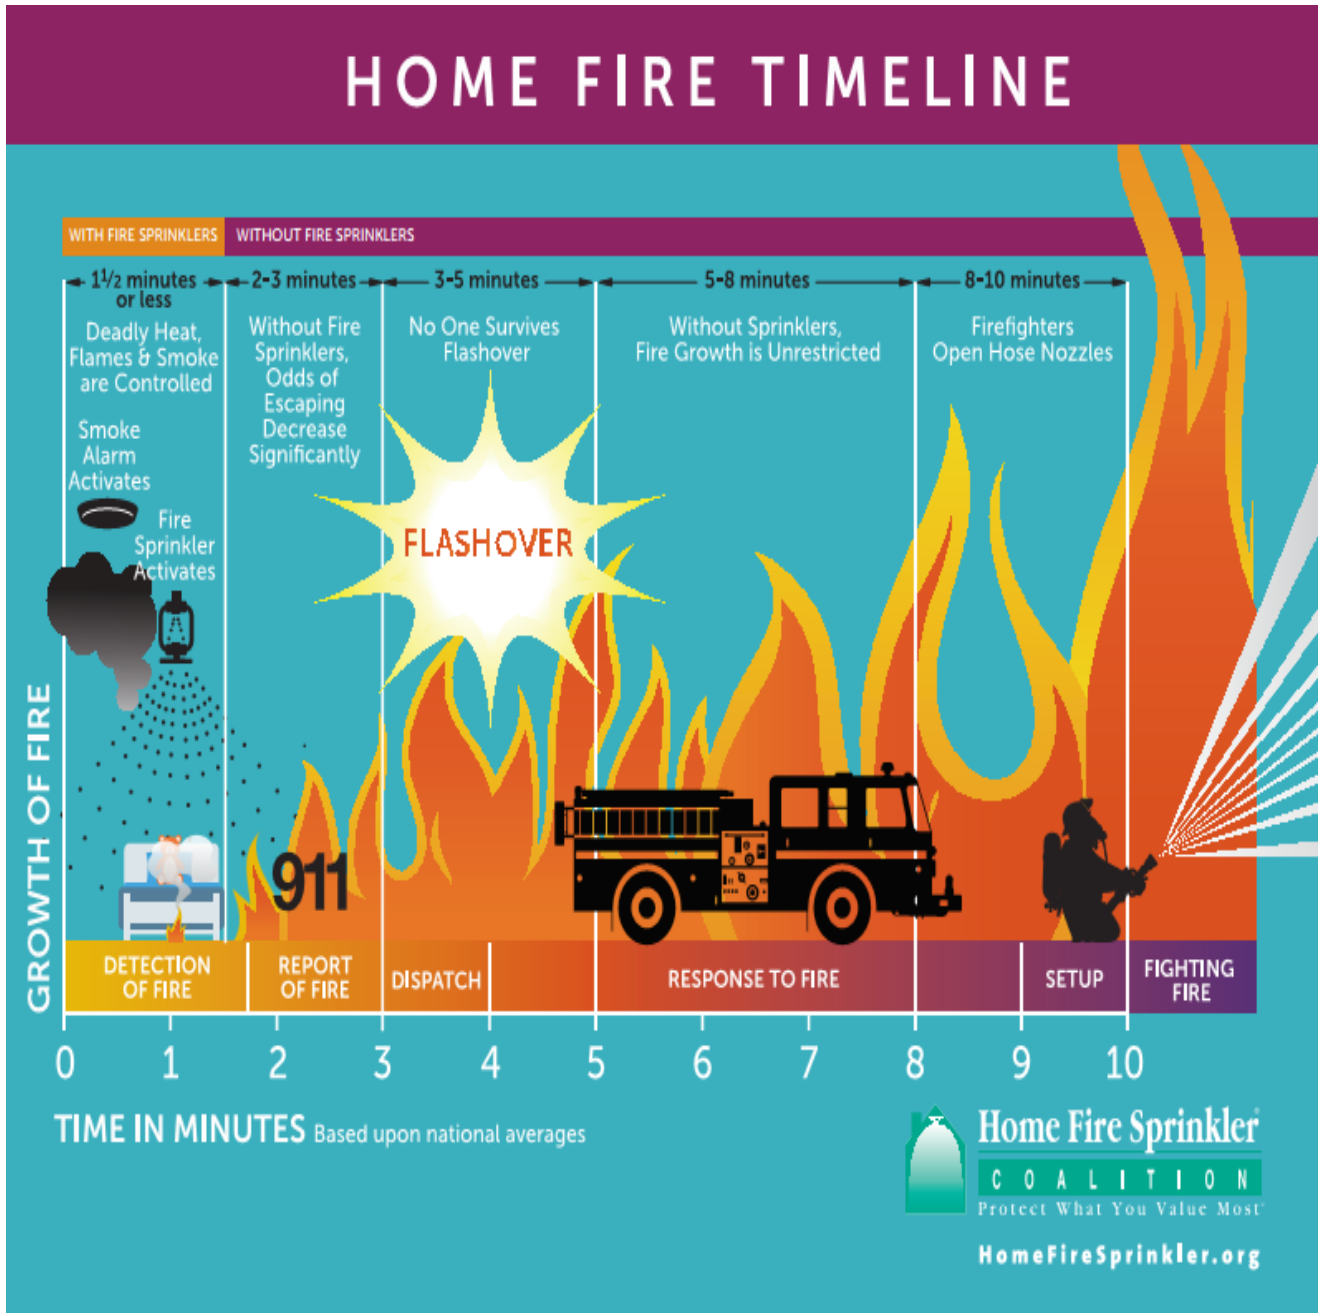 HOME FIRE TIMELINE
WITH FIRE SPRINKLERS
WITHOUT FIRE SPRINKLERS
1 1/2 minutes
or less
2-3 minutes
3-5 minutes
5-8 minutes
8-10 minutes
Deadly Heat,
Flames & Smoke
are Controlled
Smoke
Alarm
Activates
Fire
Sprinkler
Activates
Without Fire
Sprinklers,
Odds of
Escaping
Decrease
Significantly
No One Survives
Flashover
Without Sprinklers,
Fire Growth is Unrestricted
Firefighters
Open Hose Nozzles
FLASHOVER
911
GROWTH OF FIRE
DETECTION
OF FIRE
REPORT
OF FIRE
DISPATCH
RESPONSE TO FIRE
SETUP
FIGHTING
FIRE
0 1 2 3 4 5 6 7 8 9 10
TIME IN MINUTES Based upon national averages
Home Fire Sprinkler
COALITION
Protect What You Value Most
HomeFireSprinkler.org